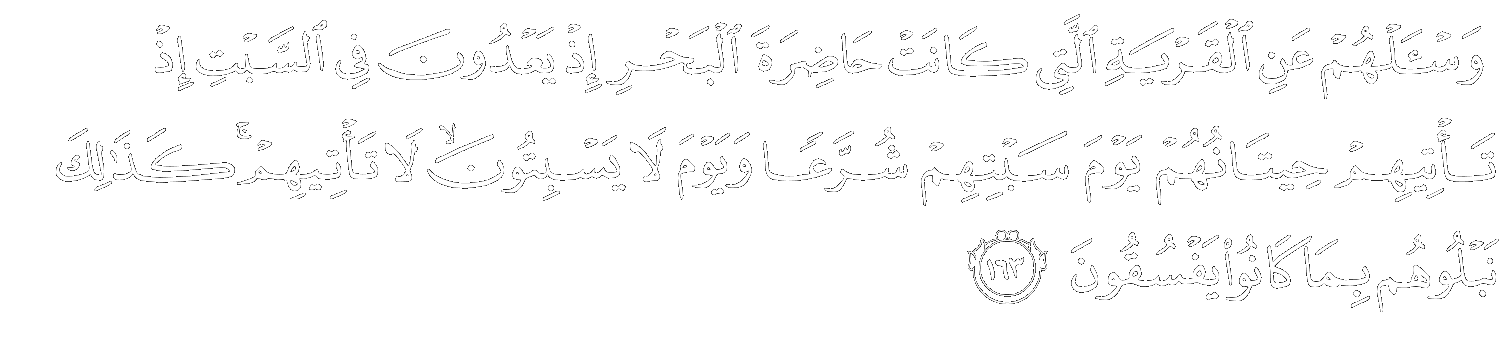 وَسْـَٔلْهُمْ عَنِ ٱلْقَرْيَةِ ٱلَّتِي كَانَتْ حَاضِرَةَ ٱلْبَحْرِ إِذْ يَعْدُونَ فِي ٱلسَّبْتِ إِذْ
تَأْتِيهِمْ حِيتَانُهُمْ يَوْمَ سَبْتِهِمْ شُرَّعًا وَيَوْمَ لَا يَسْبِتُونَ ۙ لَا تَأْتِيهِمْ ۚ كَذَٰلِكَ
نَبْلُوهُم بِمَا كَانُوا۟ يَفْسُقُونَ ١٦٣